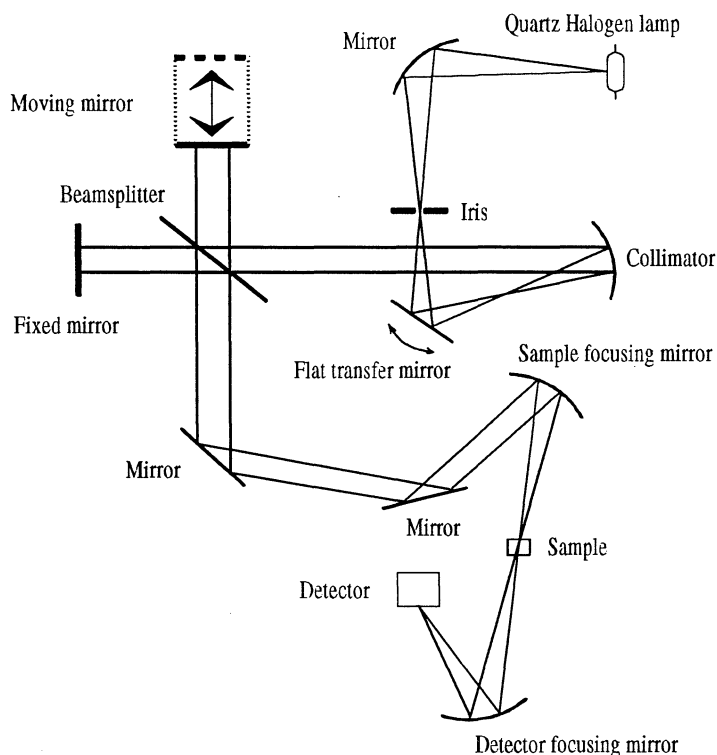 Quartz Halogen lamp
Mirror
Moving mirror
Beamsplitter
Iris
Collimator
Fixed mirror
Flat transfer mirror
Sample focusing mirror
Mirror
Mirror
Sample
Detector
Detector focusing mirror